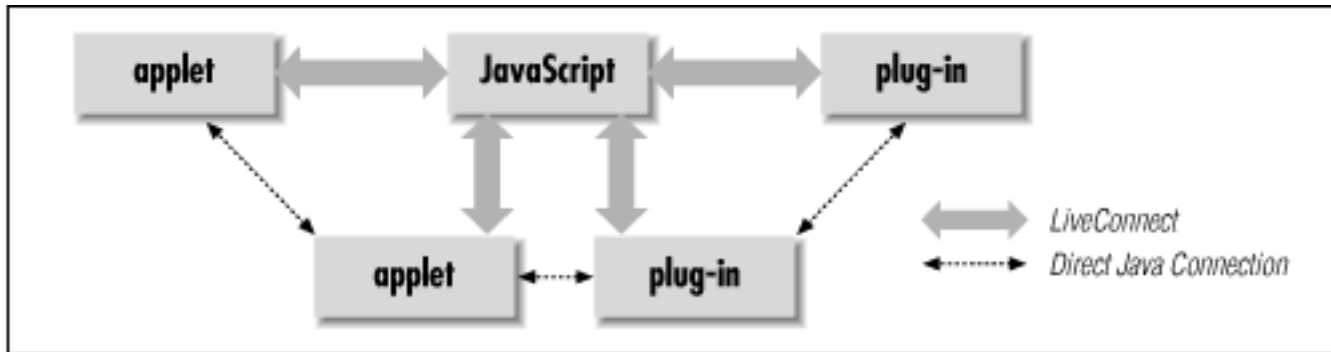 applet
JavaScript
plug-in
applet
plug-in
LiveConnect
Direct Java Connection